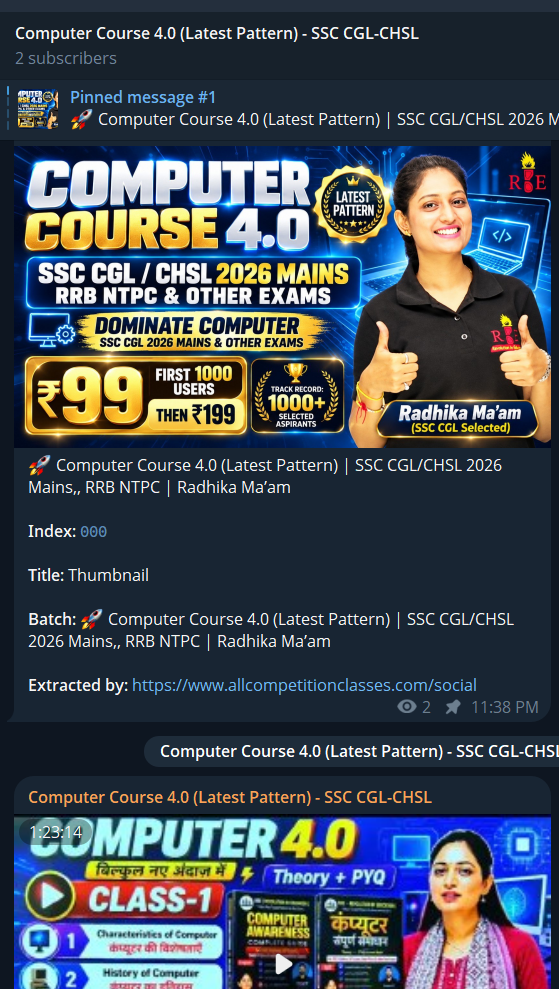 Computer Course 4.0 (Latest Pattern) - SSC CGL-CHSL
2 subscribers
Pinned message #1
🚀 Computer Course 4.0 (Latest Pattern) | SSC CGL/CHSL 2026 M
COMPUTER
COURSE 4.0
LATEST
PATTERN
RBE
SSC CGL / CHSL 2026 MAINS
RRB NTPC & OTHER EXAMS
DOMINATE COMPUTER
SSC CGL 2026 MAINS & OTHER EXAMS
₹99
FIRST 1000
USERS
THEN ₹199
TRACK RECORD:
1000+
SELECTED
ASPIRANTS
Radhika Ma'am
(SSC CGL Selected)
🚀 Computer Course 4.0 (Latest Pattern) | SSC CGL/CHSL 2026
Mains,, RRB NTPC | Radhika Ma’am
Index: 000
Title: Thumbnail
Batch: 🚀 Computer Course 4.0 (Latest Pattern) | SSC CGL/CHSL
2026 Mains,, RRB NTPC | Radhika Ma’am
Extracted by: https://www.allcompetitionclasses.com/social
2 11:38 PM
Computer Course 4.0 (Latest Pattern) - SSC CGL-CHSL
Computer Course 4.0 (Latest Pattern) - SSC CGL-CHSL
1:23:14
COMPUTER 4.0
बिल्कुल नए अंदाज़ में
Theory + PYQ
CLASS-1
1 Characteristics of Computer
कंप्यूटर की विशेषताएँ
2 History of Computer
कंप्यूटर का इतिहास
COMPUTER
AWARENESS
कंप्यूटर